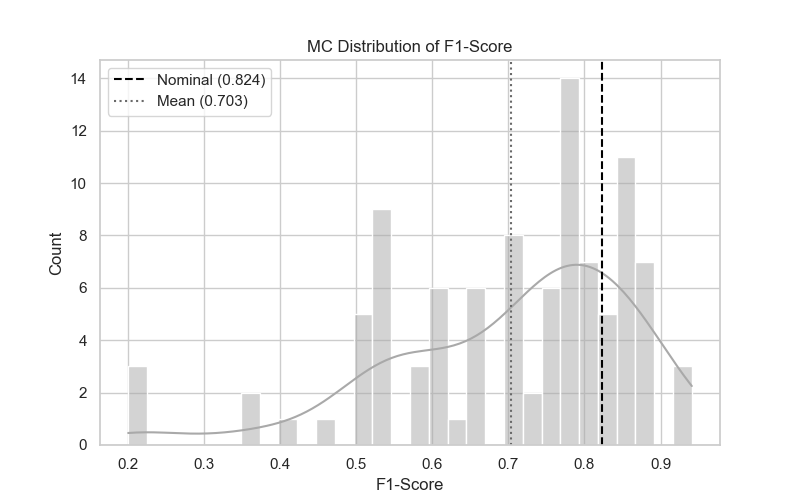 MC Distribution of F1-Score
Nominal (0.824)
Mean (0.703)
14
12
10
8
6
4
2
0
Count
0.2 0.3 0.4 0.5 0.6 0.7 0.8 0.9
F1-Score